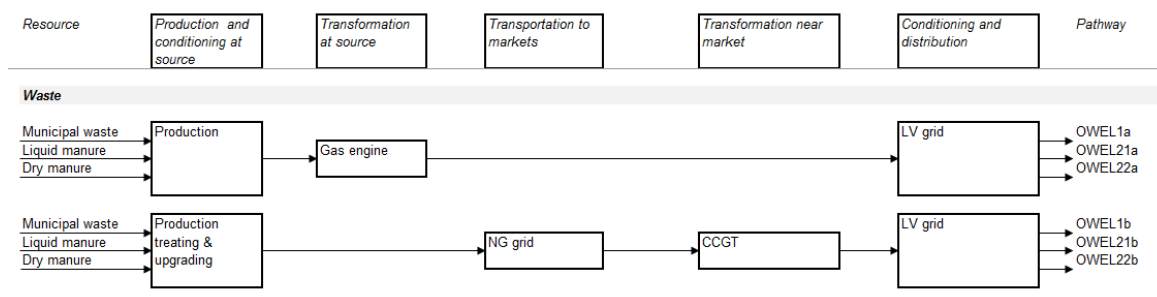 Resource
Production and
conditioning at
source
Transformation
at source
Transportation to
markets
Transformation near
market
Conditioning and
distribution
Pathway
Waste
Municipal waste
Liquid manure
Dry manure
Production
Gas engine
LV grid
OWEL1a
OWEL21a
OWEL22a
Municipal waste
Liquid manure
Dry manure
Production
treating &
upgrading
NG grid
CCGT
LV grid
OWEL1b
OWEL21b
OWEL22b